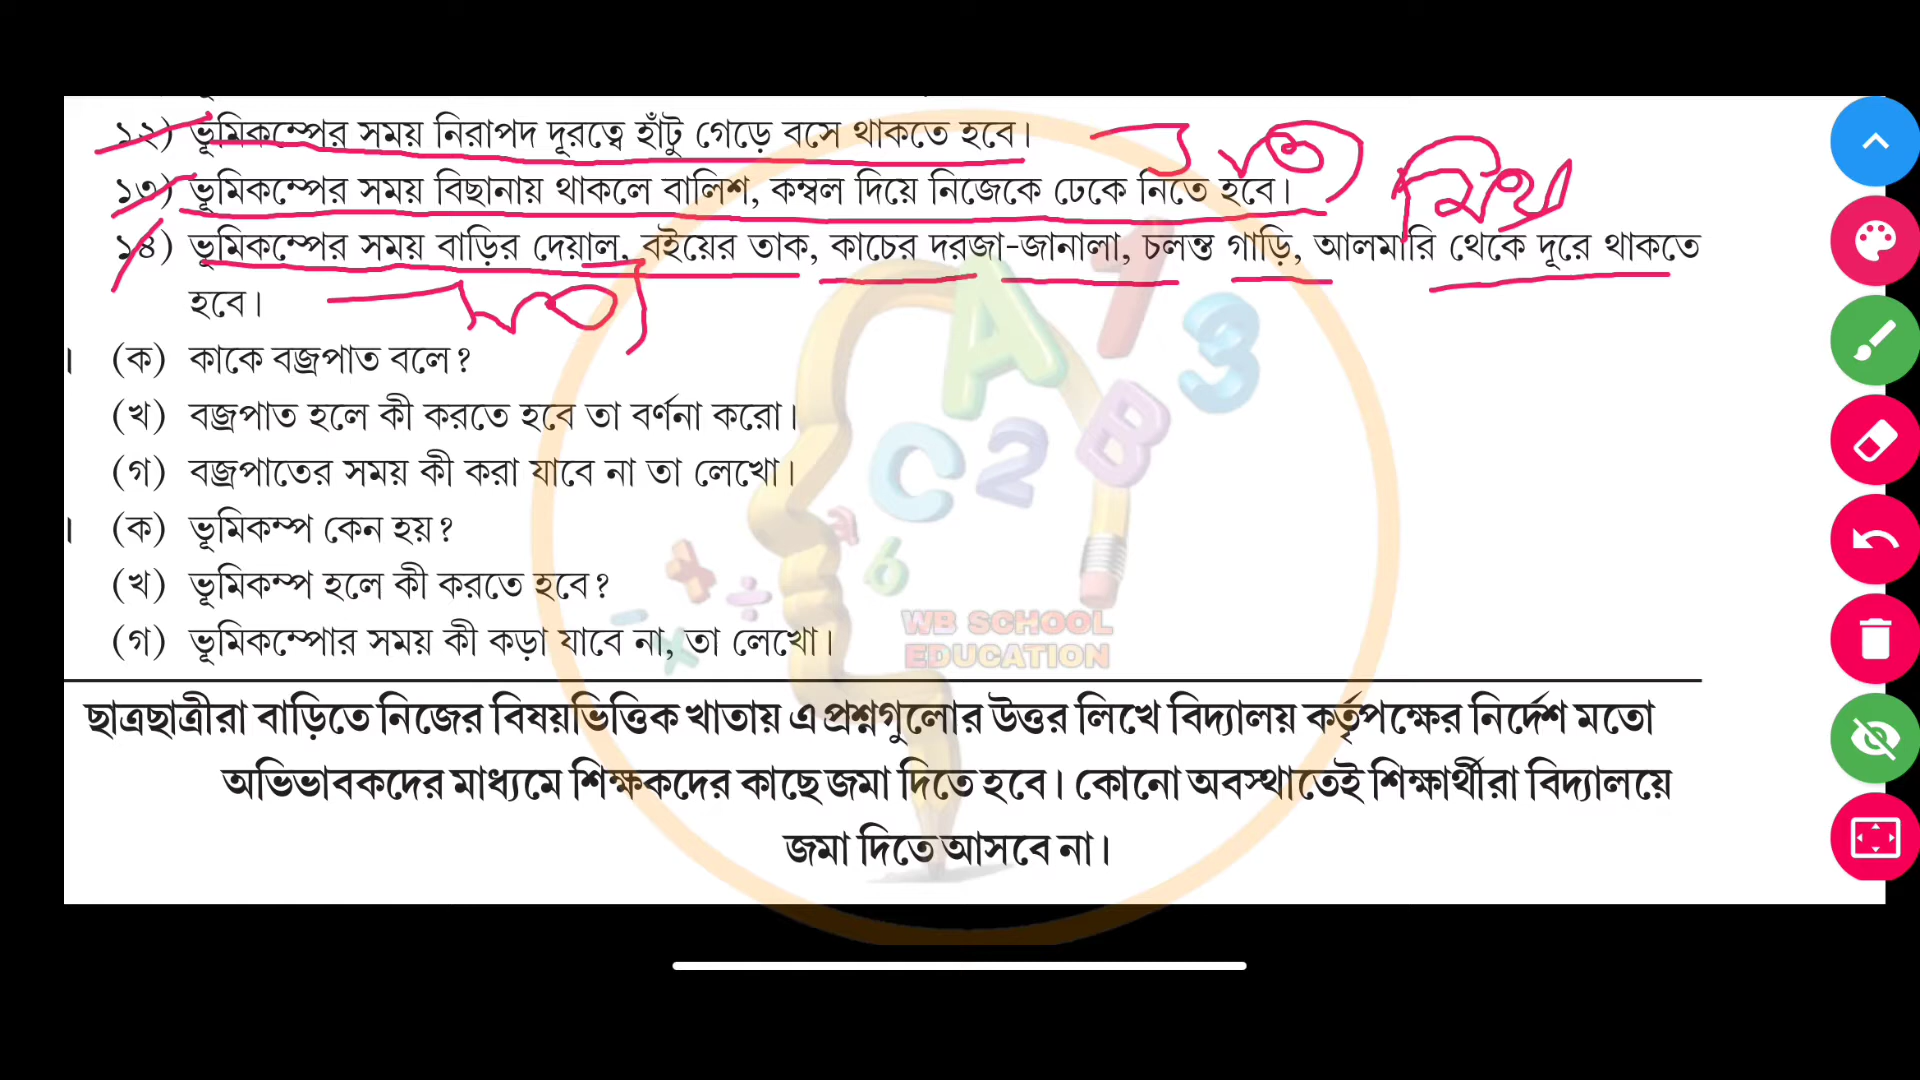 ১২) ভূমিকম্পের সময় নিরাপদ দূরত্বে হাঁটু গেড়ে বসে থাকতে হবে।
১৩) ভূমিকম্পের সময় বিছানায় থাকলে বালিশ, কম্বল দিয়ে নিজেকে ঢেকে নিতে হবে।
মিথ্যা
১৪) ভূমিকম্পের সময় বাড়ির দেয়াল, বইয়ের তাক, কাচের দরজা-জানালা, চলন্ত গাড়ি, আলমারি থেকে দূরে থাকতে
হবে।
। (ক) কাকে বজ্রপাত বলে?
(খ) বজ্রপাত হলে কী করতে হবে তা বর্ণনা করো।
(গ) বজ্রপাতের সময় কী করা যাবে না তা লেখো।
। (ক) ভূমিকম্প কেন হয়?
(খ) ভূমিকম্প হলে কী করতে হবে?
(গ) ভূমিকম্পোর সময় কী কড়া যাবে না, তা লেখো।
WB SCHOOL
EDUCATION
ছাত্রছাত্রীরা বাড়িতে নিজের বিষয়ভিত্তিক খাতায় এ প্রশ্নগুলোর উত্তর লিখে বিদ্যালয় কর্তৃপক্ষের নির্দেশ মতো
অভিভাবকদের মাধ্যমে শিক্ষকদের কাছে জমা দিতে হবে। কোনো অবস্থাতেই শিক্ষার্থীরা বিদ্যালয়ে
জমা দিতে আসবে না।